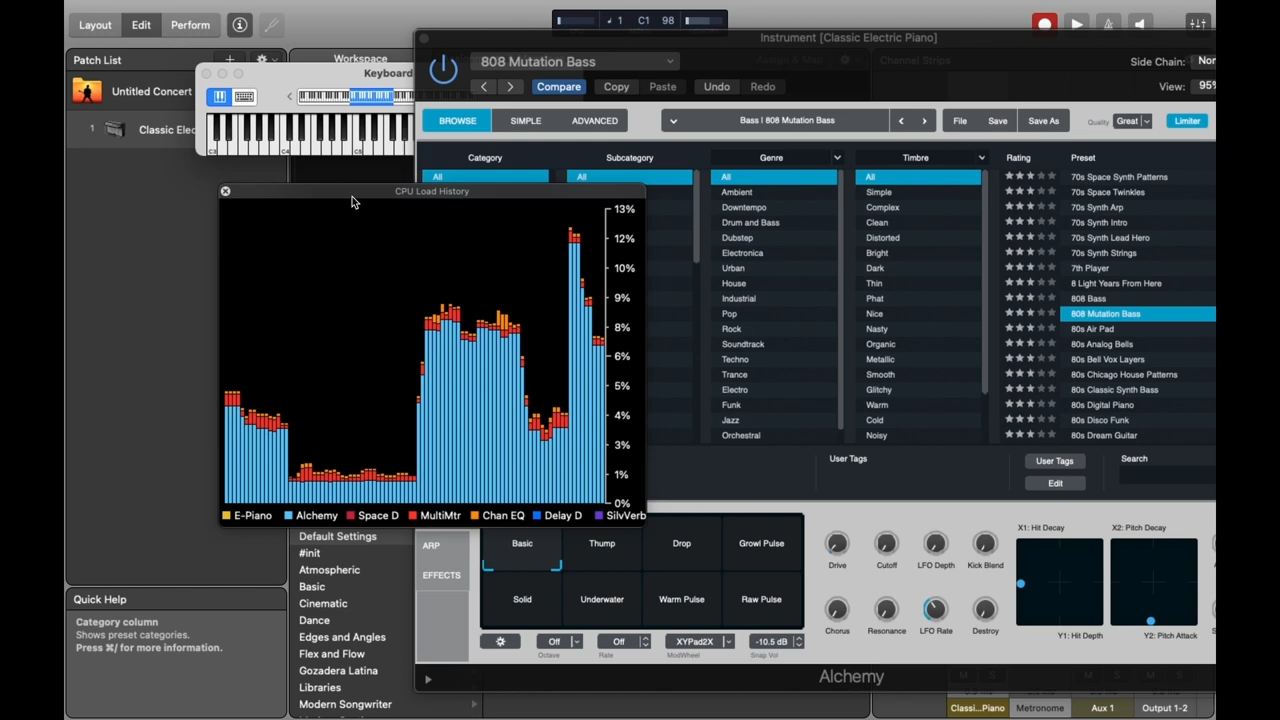 Layout Edit Perform
1 C1 98
Instrument [Classic Electric Piano]
Patch List
Workspace
Channel Strips
808 Mutation Bass
Side Chain:
Keyboard
Untitled Concert
Compare Copy Paste Undo Redo
View: 95%
BROWSE SIMPLE ADVANCED
Bass | 808 Mutation Bass
File Save Save As
Quality Great
Limiter
1
C3 C4 C5
Category Subcategory Genre Timbre Rating Preset
All All All All 70s Space Synth Patterns
Ambient Simple 70s Space Twinkles
Downtempo Complex 70s Synth Arp
Drum and Bass Clean 70s Synth Intro
Dubstep Distorted 70s Synth Lead Hero
Electronica Bright 70s Synth Strings
Urban Dark 7th Player
House Thin 8 Light Years From Here
Industrial Phat 808 Bass
Pop Nice 808 Mutation Bass
Rock Nasty 80s Air Pad
Soundtrack Organic 80s Analog Bells
Techno Metallic 80s Bell Vox Layers
Trance Smooth 80s Chicago House Patterns
Electro Glitchy 80s Classic Synth Bass
Funk Warm 80s Digital Piano
Jazz Cold 80s Disco Funk
Orchestral Noisy 80s Dream Guitar
CPU Load History
13%
12%
10%
9%
8%
6%
5%
4%
3%
1%
0%
E-Piano Alchemy Space D MultiMtr Chan EQ Delay D SilvVerb
User Tags
User Tags
Edit
Search
Default Settings
#init
Atmospheric
Basic
Cinematic
Dance
Edges and Angles
Flex and Flow
Gozadera Latina
Libraries
Modern Songwriter
Quick Help
Category column
Shows preset categories.
Press ⌘/ for more information.
ARP
EFFECTS
Basic Thump Drop Growl Pulse
Solid Underwater Warm Pulse Raw Pulse
Off Off XYPad2X -10.5 dB
Octave Rate ModWheel Snap Vol
Drive Cutoff LFO Depth Kick Blend
Chorus Resonance LFO Rate Destroy
X1: Hit Decay X2: Pitch Decay
Y1: Hit Depth Y2: Pitch Attack
Alchemy
M S M S M S
Classi...Piano Metronome Aux 1 Output 1-2